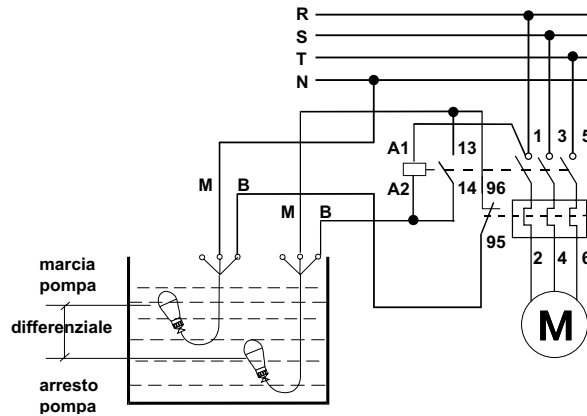 R
S
T
N
A1
13
1
3
5
A2
14
96
M
B
M
B
95
2
4
6
marcia
pompa
differenziale
arresto
pompa
M